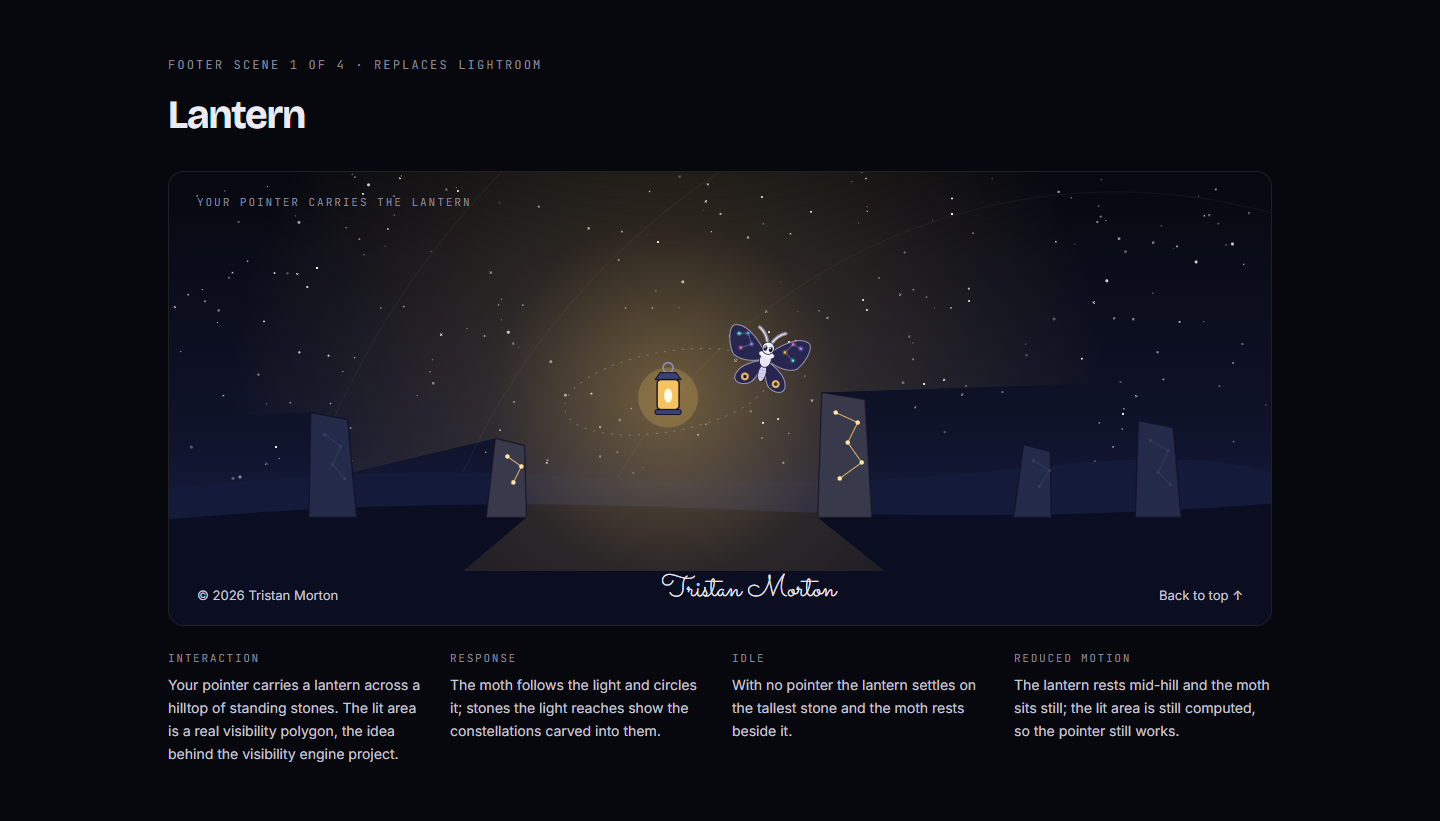 FOOTER SCENE 1 OF 4 · REPLACES LIGHTROOM
Lantern
YOUR POINTER CARRIES THE LANTERN
© 2026 Tristan Morton
Tristan Morton
Back to top ↑
INTERACTION
Your pointer carries a lantern across a
hilltop of standing stones. The lit area
is a real visibility polygon, the idea
behind the visibility engine project.
RESPONSE
The moth follows the light and circles
it; stones the light reaches show the
constellations carved into them.
IDLE
With no pointer the lantern settles on
the tallest stone and the moth rests
beside it.
REDUCED MOTION
The lantern rests mid-hill and the moth
sits still; the lit area is still computed,
so the pointer still works.